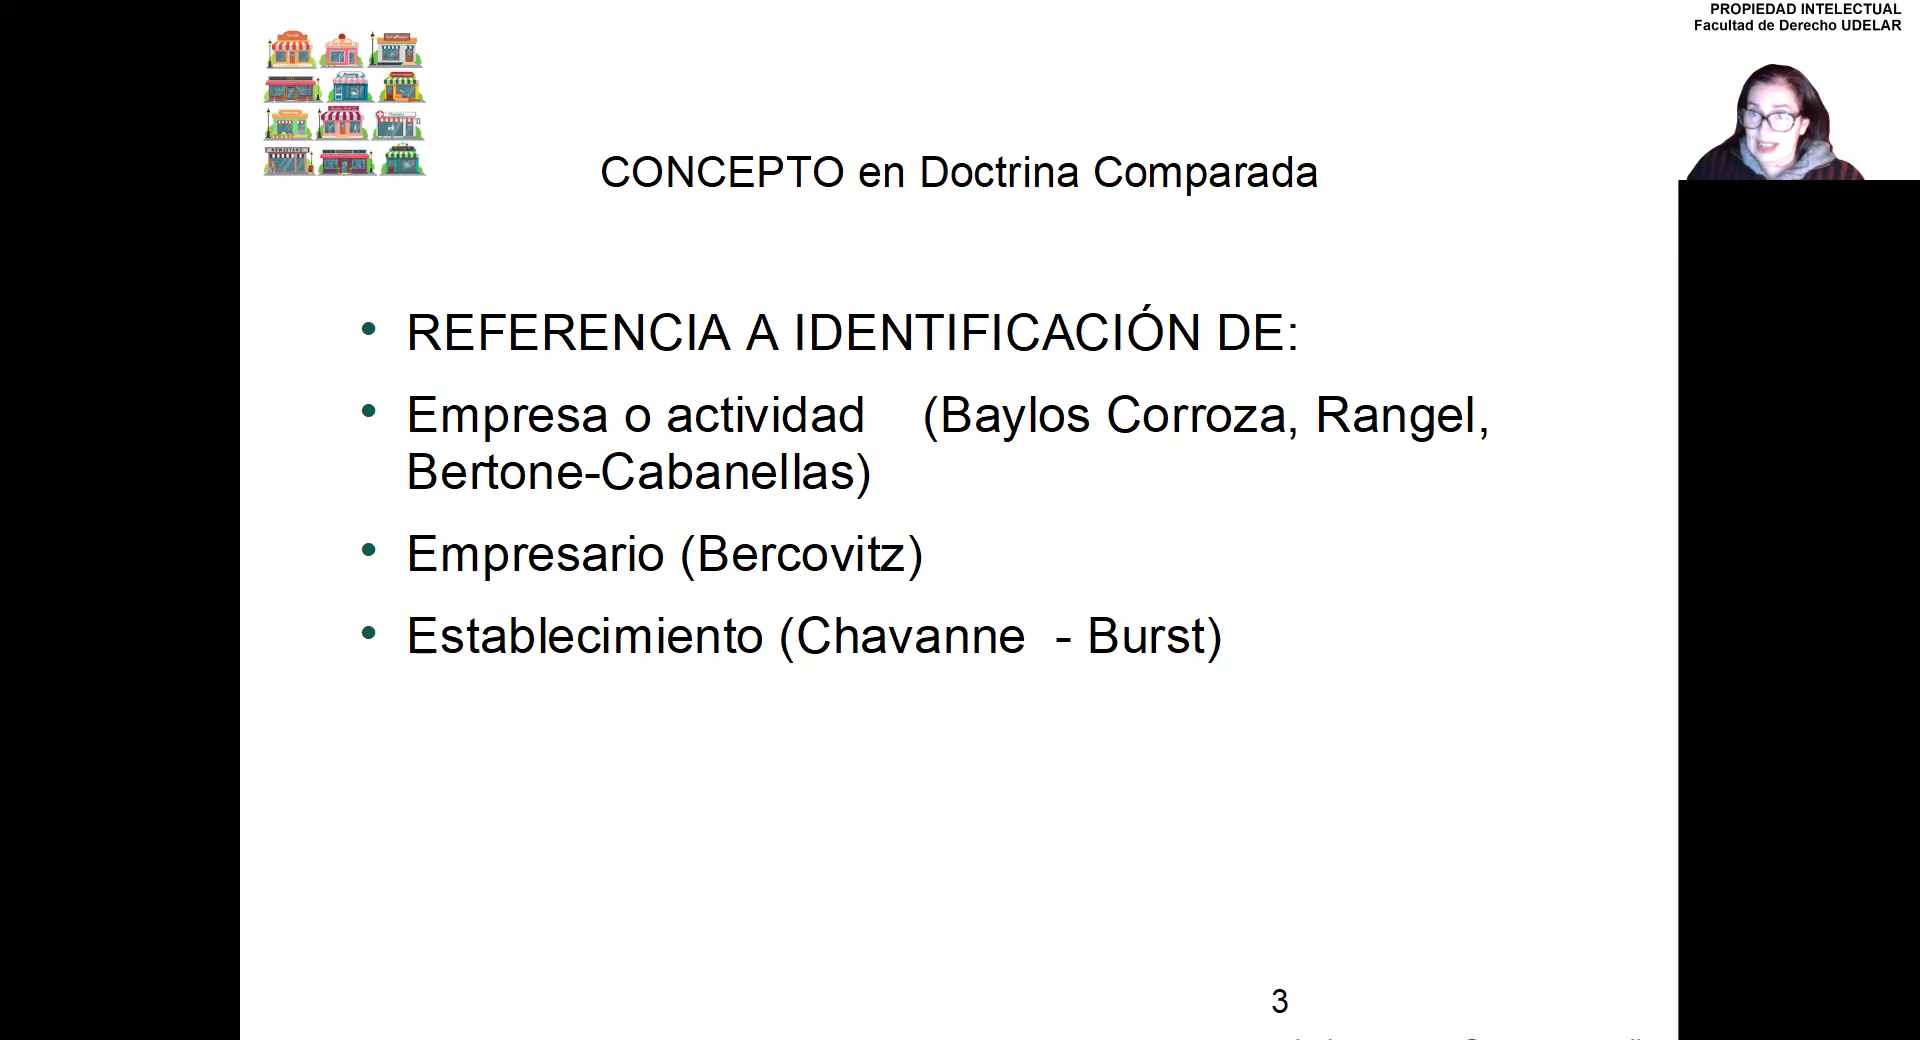 PROPIEDAD INTELECTUAL
Facultad de Derecho UDELAR
CONCEPTO en Doctrina Comparada
• REFERENCIA A IDENTIFICACIÓN DE:
• Empresa o actividad (Baylos Corroza, Rangel,
Bertone-Cabanellas)
• Empresario (Bercovitz)
• Establecimiento (Chavanne - Burst)
3